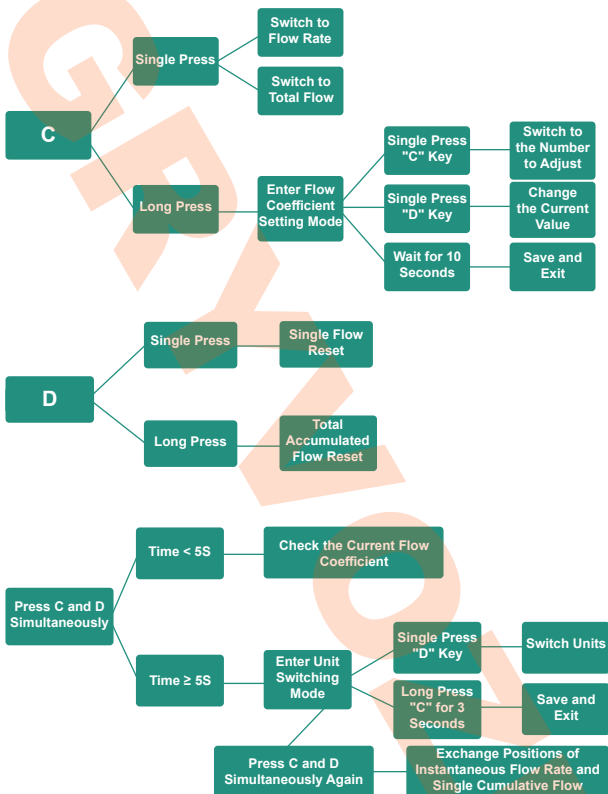 Switch to
Flow Rate
Single Press
Switch to
Total Flow
C
Single Press
"C" Key
Switch to
the Number
to Adjust
Long Press
Enter Flow
Coefficient
Setting Mode
Single Press
"D" Key
Change
the Current
Value
Wait for 10
Seconds
Save and
Exit
Single Press
Single Flow
Reset
D
Long Press
Total
Accumulated
Flow Reset
Time < 5S
Check the Current Flow
Coefficient
Press C and D
Simultaneously
Time ≥ 5S
Enter Unit
Switching
Mode
Single Press
"D" Key
Switch Units
Long Press
"C" for 3
Seconds
Save and
Exit
Press C and D
Simultaneously Again
Exchange Positions of
Instantaneous Flow Rate and
Single Cumulative Flow
GRYVOZ